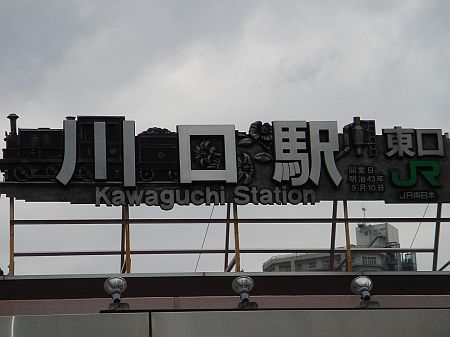 川口駅 東口
Kawaguchi Station
開業日
明治43年
9月10日
JR
JR東日本